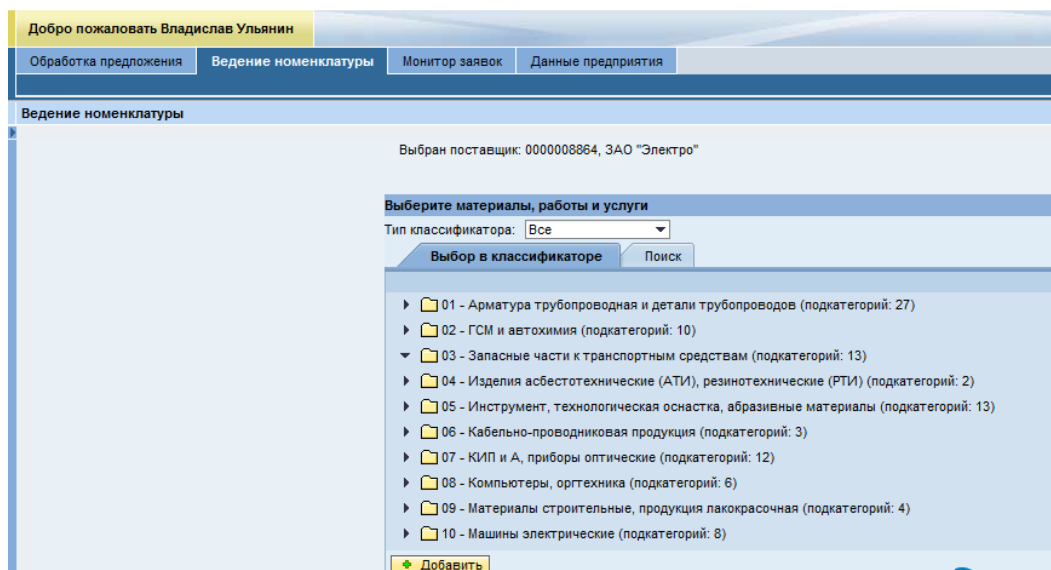 Добро пожаловать Владислав Ульянин
Обработка предложения Ведение номенклатуры Монитор заявок Данные предприятия
Ведение номенклатуры
Выбран поставщик: 0000008864, ЗАО "Электро"
Выберите материалы, работы и услуги
Тип классификатора: Все
Выбор в классификаторе Поиск
01 - Арматура трубопроводная и детали трубопроводов (подкатегорий: 27)
02 - ГСМ и автохимия (подкатегорий: 10)
03 - Запасные части к транспортным средствам (подкатегорий: 13)
04 - Изделия асбестотехнические (АТИ), резинотехнические (РТИ) (подкатегорий: 2)
05 - Инструмент, технологическая оснастка, абразивные материалы (подкатегорий: 13)
06 - Кабельно-проводниковая продукция (подкатегорий: 3)
07 - КИП и А, приборы оптические (подкатегорий: 12)
08 - Компьютеры, оргтехника (подкатегорий: 6)
09 - Материалы строительные, продукция лакокрасочная (подкатегорий: 4)
10 - Машины электрические (подкатегорий: 8)
Добавить